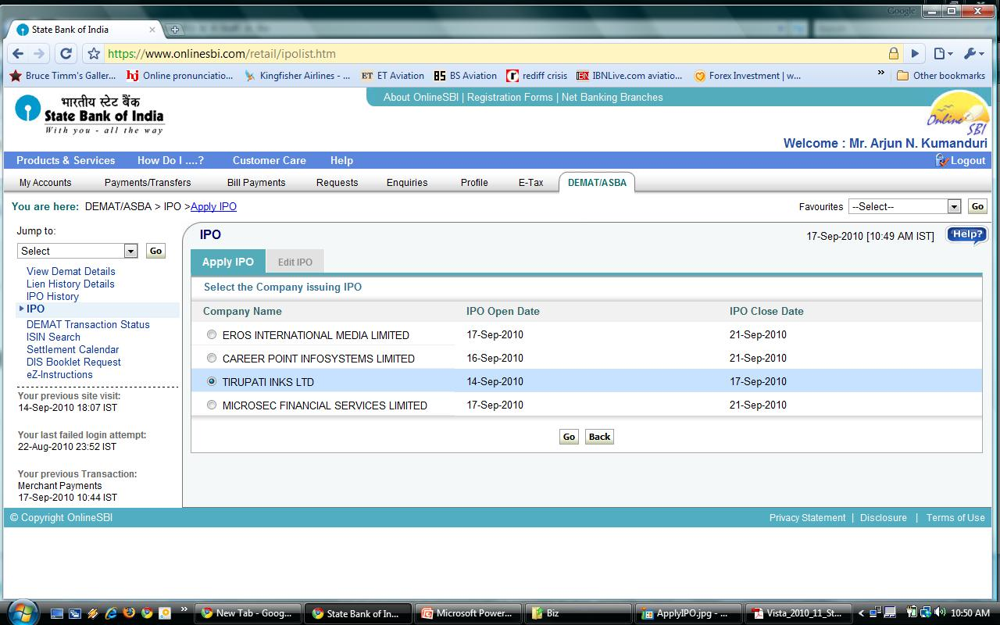 Google
State Bank of India
https://www.onlinesbi.com/retail/ipolist.htm
Bruce Timm's Galler... hj Online pronunciatio... Kingfisher Airlines - ... ET ET Aviation BS BS Aviation r rediff crisis IBN IBNLive.com aviatio... Forex Investment | w... » Other bookmarks
भारतीय स्टेट बैंक
State Bank of India
With you - all the way
About OnlineSBI | Registration Forms | Net Banking Branches
Online SBI
Welcome : Mr. Arjun N. Kumanduri
Products & Services How Do I ....? Customer Care Help Logout
My Accounts Payments/Transfers Bill Payments Requests Enquiries Profile E-Tax DEMAT/ASBA
You are here: DEMAT/ASBA > IPO >Apply IPO Favourites --Select-- Go
Jump to:
Select Go
View Demat Details
Lien History Details
IPO History
IPO
DEMAT Transaction Status
ISIN Search
Settlement Calendar
DIS Booklet Request
eZ-Instructions
Your previous site visit:
14-Sep-2010 18:07 IST
Your last failed login attempt:
22-Aug-2010 23:52 IST
Your previous Transaction:
Merchant Payments
17-Sep-2010 10:44 IST
IPO 17-Sep-2010 [10:49 AM IST] Help?
Apply IPO Edit IPO
Select the Company issuing IPO
Company Name IPO Open Date IPO Close Date
EROS INTERNATIONAL MEDIA LIMITED 17-Sep-2010 21-Sep-2010
CAREER POINT INFOSYSTEMS LIMITED 16-Sep-2010 21-Sep-2010
TIRUPATI INKS LTD 14-Sep-2010 17-Sep-2010
MICROSEC FINANCIAL SERVICES LIMITED 17-Sep-2010 21-Sep-2010
Go Back
© Copyright OnlineSBI Privacy Statement | Disclosure | Terms of Use
» New Tab - Goog... State Bank of In... Microsoft Power... Biz ApplyIPO.jpg - ... Vista_2010_11_St... < 10:50 AM